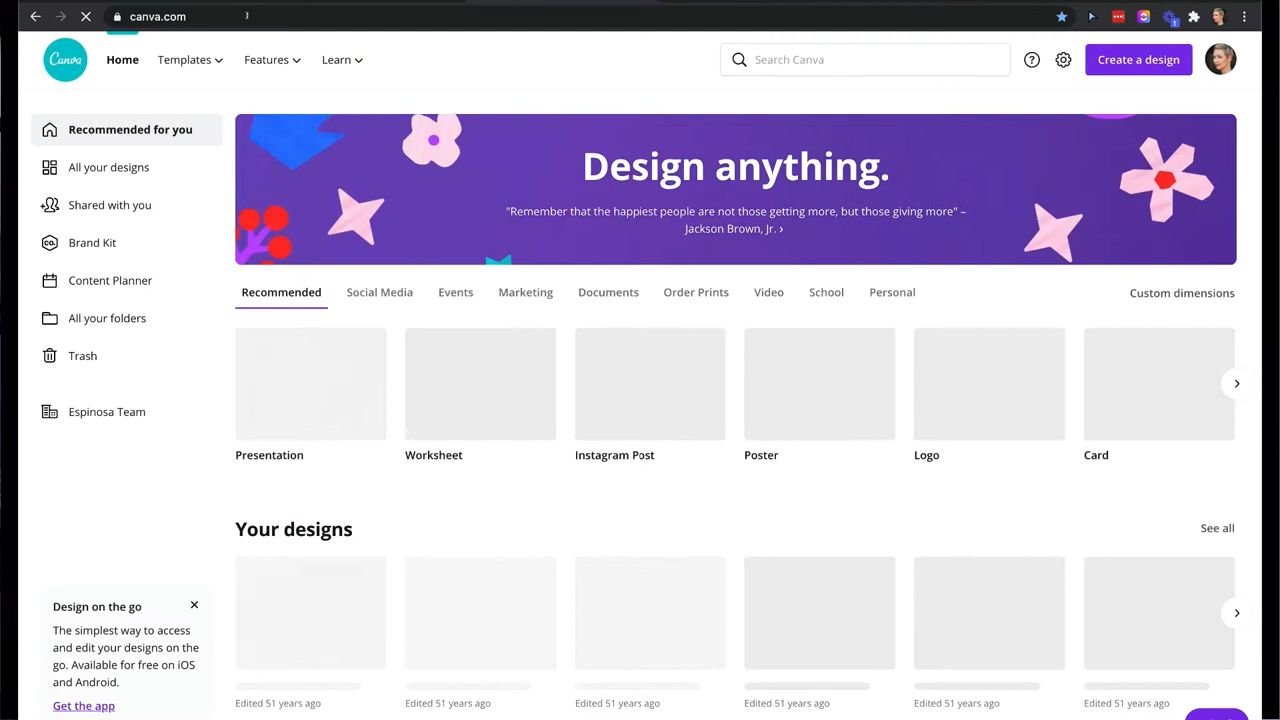 canva.com
1
Canva
Home
Templates
Features
Learn
Search Canva
Create a design
Recommended for you
All your designs
Shared with you
CO.
Brand Kit
Content Planner
All your folders
Trash
Espinosa Team
Design anything.
"Remember that the happiest people are not those getting more, but those giving more" –
Jackson Brown, Jr. ›
Recommended
Social Media
Events
Marketing
Documents
Order Prints
Video
School
Personal
Custom dimensions
Presentation
Worksheet
Instagram Post
Poster
Logo
Card
Your designs
See all
Edited 51 years ago
Edited 51 years ago
Edited 51 years ago
Edited 51 years ago
Edited 51 years ago
Edited 51 years ago
Design on the go
The simplest way to access
and edit your designs on the
go. Available for free on iOS
and Android.
Get the app